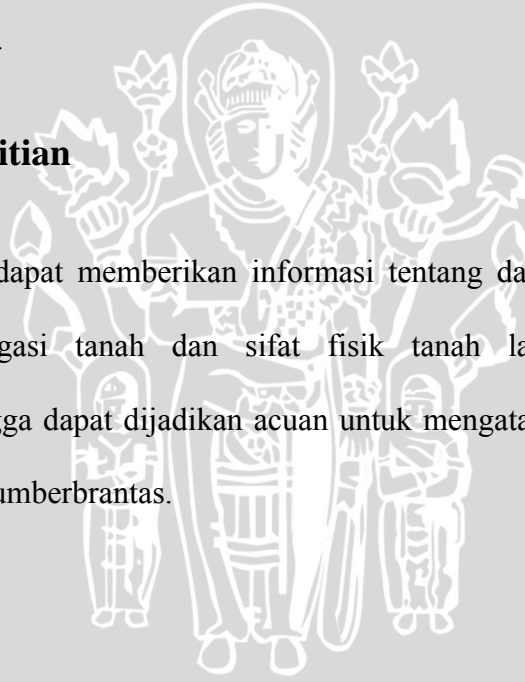 itian
dapat memberikan informasi tentang da
gasi tanah dan sifat fisik tanah la
gga dapat dijadikan acuan untuk mengata
umberbrantas.